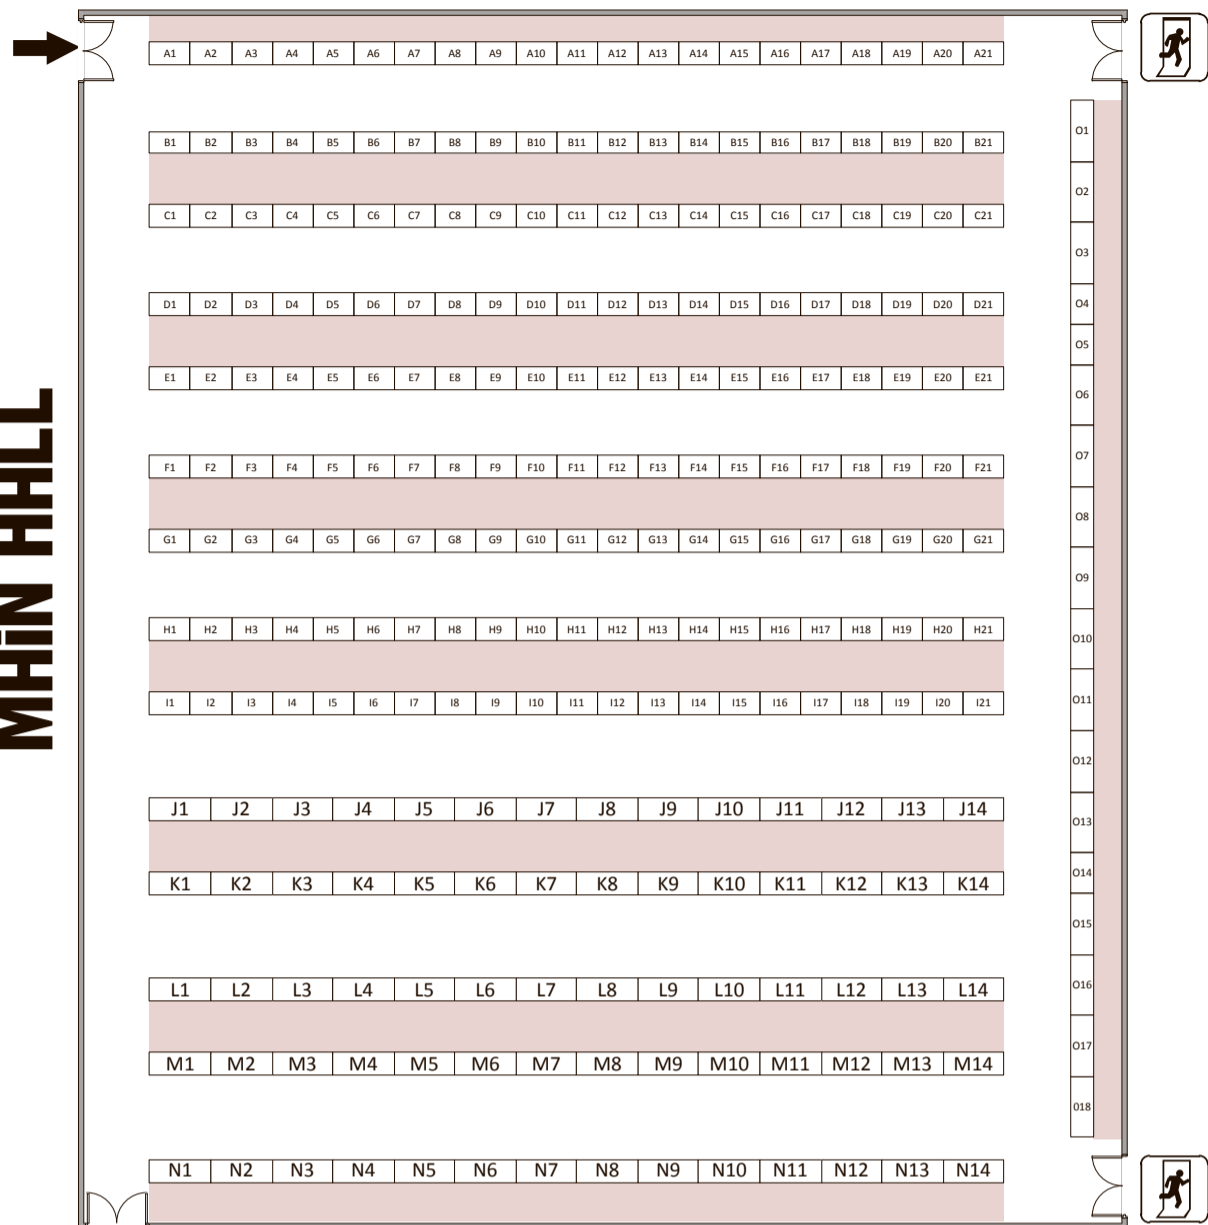 MHiN HHLL
A1 A2 A3 A4 A5 A6 A7 A8 A9 A10 A11 A12 A13 A14 A15 A16 A17 A18 A19 A20 A21
B1 B2 B3 B4 B5 B6 B7 B8 B9 B10 B11 B12 B13 B14 B15 B16 B17 B18 B19 B20 B21
C1 C2 C3 C4 C5 C6 C7 C8 C9 C10 C11 C12 C13 C14 C15 C16 C17 C18 C19 C20 C21
D1 D2 D3 D4 D5 D6 D7 D8 D9 D10 D11 D12 D13 D14 D15 D16 D17 D18 D19 D20 D21
E1 E2 E3 E4 E5 E6 E7 E8 E9 E10 E11 E12 E13 E14 E15 E16 E17 E18 E19 E20 E21
F1 F2 F3 F4 F5 F6 F7 F8 F9 F10 F11 F12 F13 F14 F15 F16 F17 F18 F19 F20 F21
G1 G2 G3 G4 G5 G6 G7 G8 G9 G10 G11 G12 G13 G14 G15 G16 G17 G18 G19 G20 G21
H1 H2 H3 H4 H5 H6 H7 H8 H9 H10 H11 H12 H13 H14 H15 H16 H17 H18 H19 H20 H21
I1 I2 I3 I4 I5 I6 I7 I8 I9 I10 I11 I12 I13 I14 I15 I16 I17 I18 I19 I20 I21
J1 J2 J3 J4 J5 J6 J7 J8 J9 J10 J11 J12 J13 J14
K1 K2 K3 K4 K5 K6 K7 K8 K9 K10 K11 K12 K13 K14
L1 L2 L3 L4 L5 L6 L7 L8 L9 L10 L11 L12 L13 L14
M1 M2 M3 M4 M5 M6 M7 M8 M9 M10 M11 M12 M13 M14
N1 N2 N3 N4 N5 N6 N7 N8 N9 N10 N11 N12 N13 N14
O1
O2
O3
O4
O5
O6
O7
O8
O9
O10
O11
O12
O13
O14
O15
O16
O17
O18